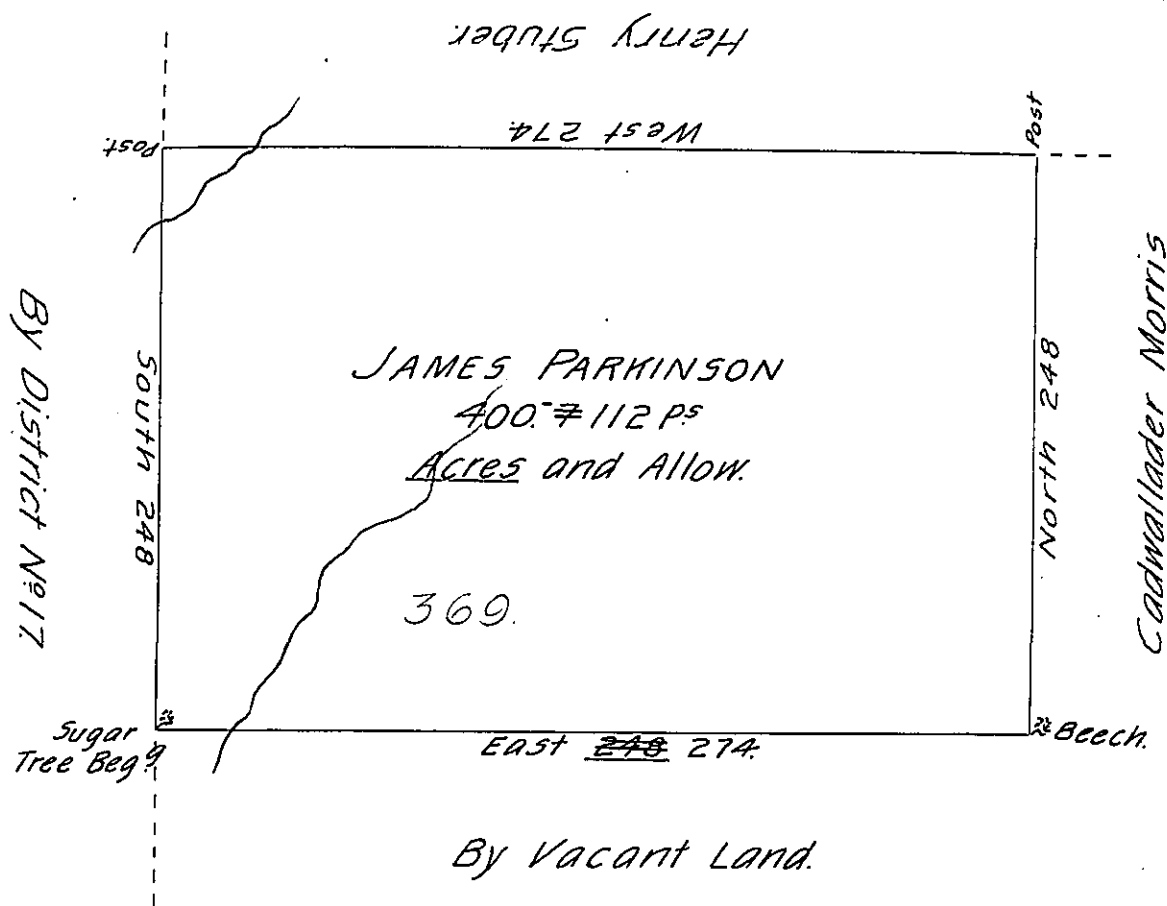 Henry Stuber.
West 274.
Post.
Post
By District Nº 17.
South 248
JAMES PARKINSON
400.- 112 Ps
Acres and Allow.
369.
North 248
Cadwallader Morris
Sugar
Tree Beg.g
East 248 274.
Beech.
By Vacant Land.